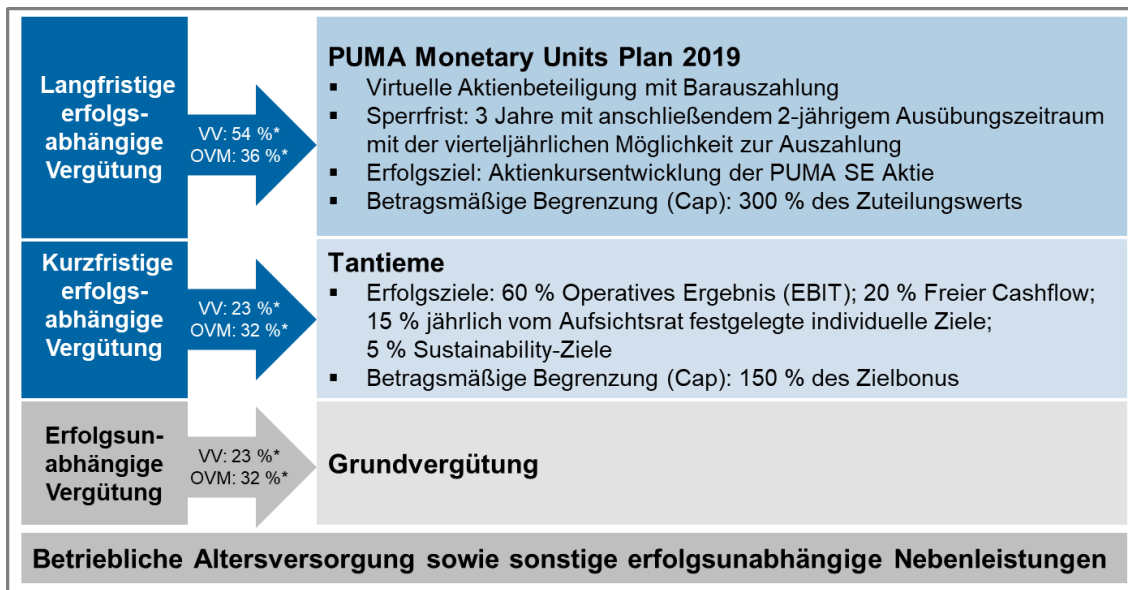 Langfristige
erfolgs-
abhängige
Vergütung
VV: 54 %*
OVM: 36 %*
PUMA Monetary Units Plan 2019
▪ Virtuelle Aktienbeteiligung mit Barauszahlung
▪ Sperrfrist: 3 Jahre mit anschließendem 2-jährigem Ausübungszeitraum
mit der vierteljährlichen Möglichkeit zur Auszahlung
▪ Erfolgsziel: Aktienkursentwicklung der PUMA SE Aktie
▪ Betragsmäßige Begrenzung (Cap): 300 % des Zuteilungswerts
Kurzfristige
erfolgs-
abhängige
Vergütung
VV: 23 %*
OVM: 32 %*
Tantieme
▪ Erfolgsziele: 60 % Operatives Ergebnis (EBIT); 20 % Freier Cashflow;
15 % jährlich vom Aufsichtsrat festgelegte individuelle Ziele;
5 % Sustainability-Ziele
▪ Betragsmäßige Begrenzung (Cap): 150 % des Zielbonus
Erfolgsun-
abhängige
Vergütung
VV: 23 %*
OVM: 32 %*
Grundvergütung
Betriebliche Altersversorgung sowie sonstige erfolgsunabhängige Nebenleistungen